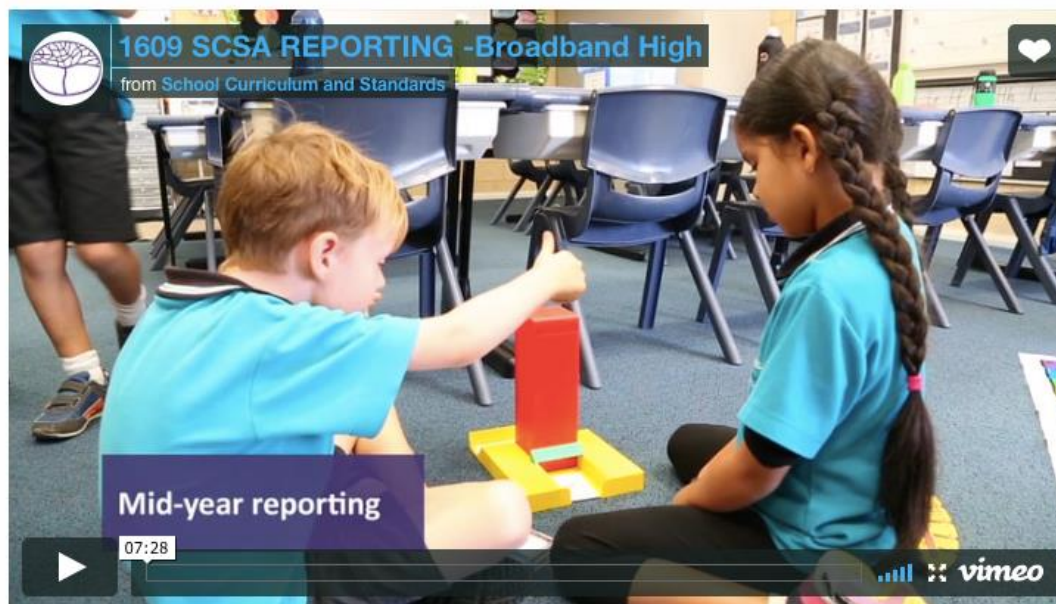 1609 SCSA REPORTING -Broadband High
from School Curriculum and Standards
Mid-year reporting
07:28
vimeo